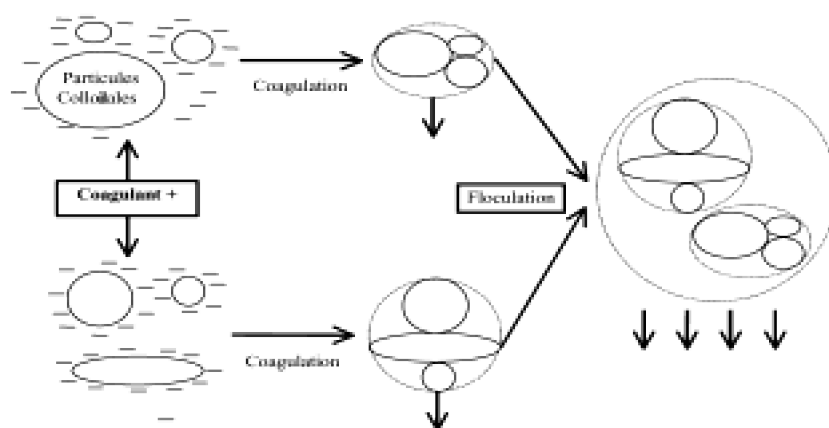 Particules
Colloïdales
Coagulation
Coagulant +
Floculation
Coagulation